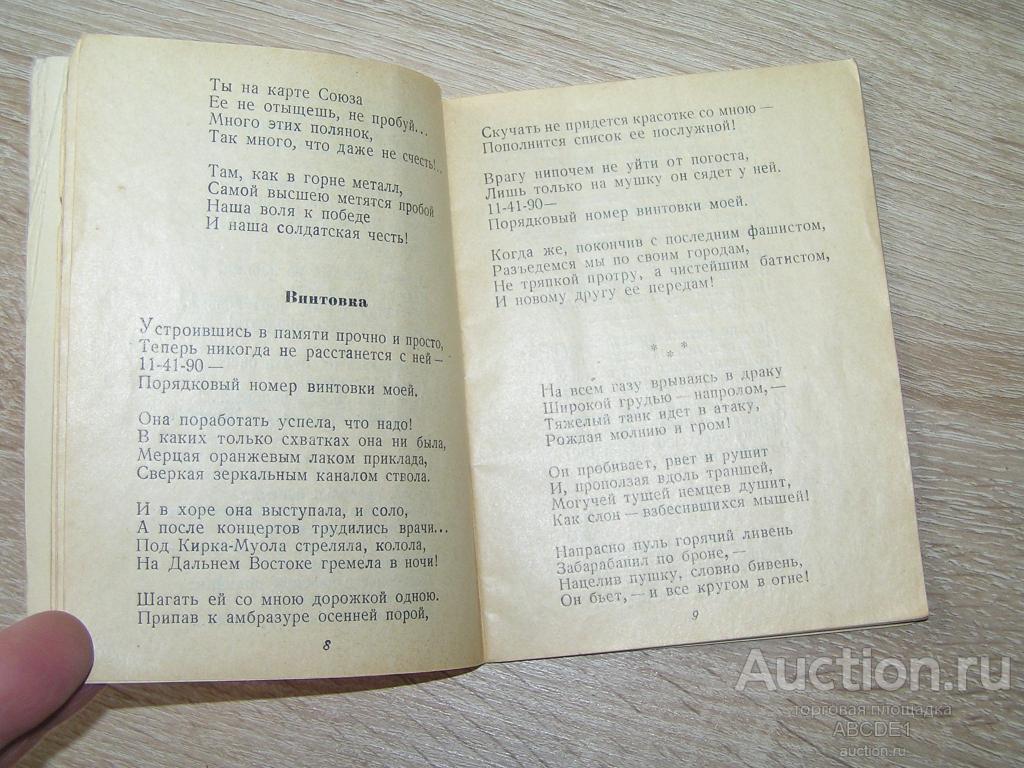 Ты на карте Союза
Ее не отыщешь, не пробуй...
Много этих полянок,
Так много, что даже не счесть!..
Там, как в горне металл,
Самой высшею метятся пробой
Наша воля к победе
И наша солдатская честь!
Винтовка
Устроившись в памяти прочно и просто,
Теперь никогда не расстанется с ней —
11-41-90 —
Порядковый номер винтовки моей.
Она поработать успела, что надо!
В каких только схватках она ни была,
Мерцая оранжевым лаком приклада,
Сверкая зеркальным каналом ствола.
И в хоре она выступала, и соло,
А после концертов трудились врачи...
Под Кирка-Муола стреляла, колола,
На Дальнем Востоке гремела в ночи!
Шагать ей со мною дорожкой одною.
Припав к амбразуре осенней порой,
8
Скучать не придется красотке со мною —
Пополнится список ее послужной!
Врагу нипочем не уйти от погоста,
Лишь только на мушку он сядет у ней.
11-41-90—
Порядковый номер винтовки моей.
Когда же, покончив с последним фашистом,
Разъедемся мы по своим городам,
Не тряпкой протру, а чистейшим батистом,
И новому другу ее передам!
* * *
На всем газу врываясь в драку
Широкой грудью — напролом, —
Тяжелый танк идет в атаку,
Рождая молнию и гром!
Он пробивает, рвет и рушит
И, проползая вдоль траншей,
Могучей тушей немцев душит,
Как слон — взбесившихся мышей!
Напрасно пуль горячий ливень
Забарабанил по броне, —
Нацелив пушку, словно бивень,
Он бьет, — и все кругом в огне!
9
Auction.ru
торговая площадка
ABCDE1
auction.ru